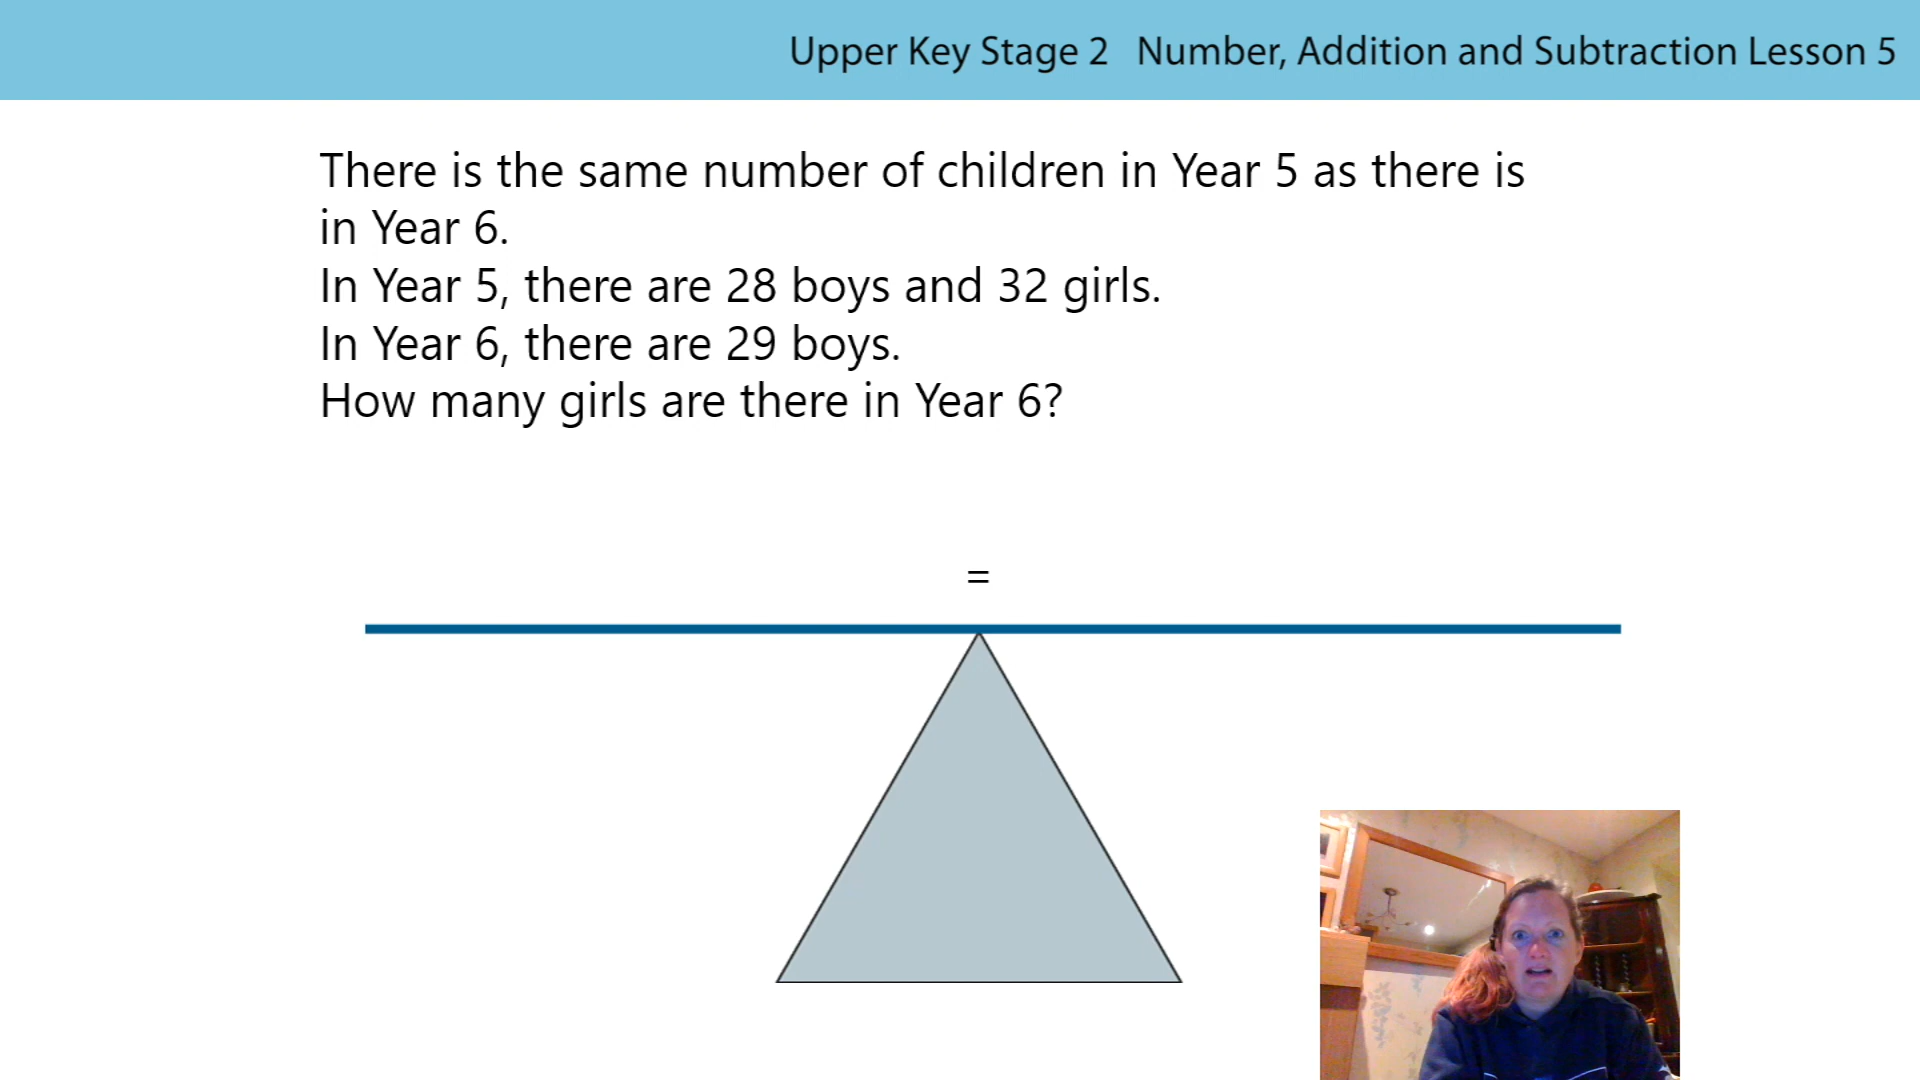 Upper Key Stage 2 Number, Addition and Subtraction Lesson 5
There is the same number of children in Year 5 as there is
in Year 6.
In Year 5, there are 28 boys and 32 girls.
In Year 6, there are 29 boys.
How many girls are there in Year 6?
=